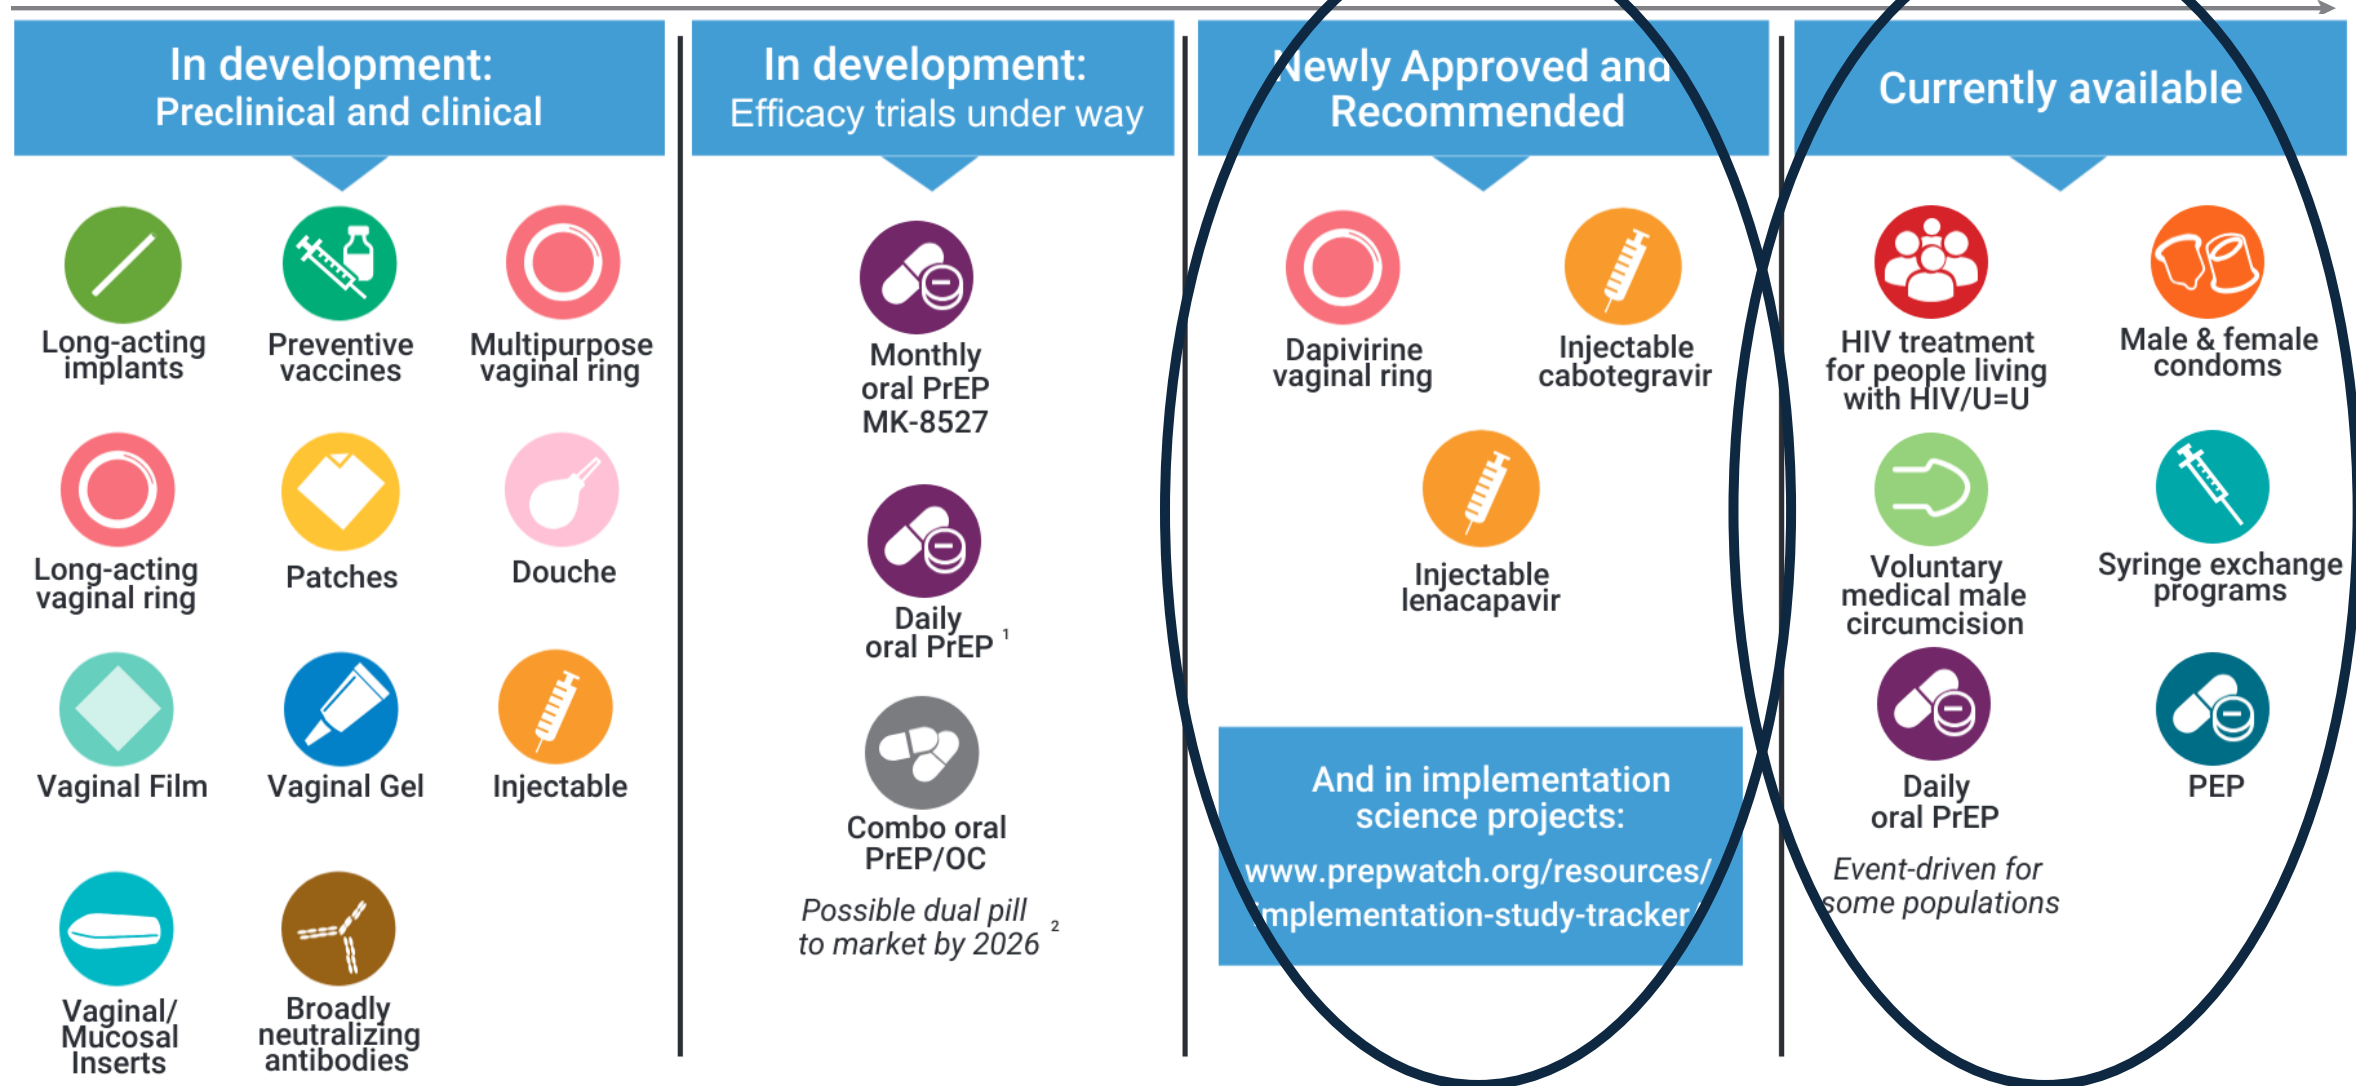 In development:
Preclinical and clinical
Long-acting
implants
Preventive
vaccines
Multipurpose
vaginal ring
Long-acting
vaginal ring
Patches
Douche
Vaginal Film
Vaginal Gel
Injectable
Vaginal/
Mucosal
Inserts
Broadly
neutralizing
antibodies
In development:
Efficacy trials under way
Monthly
oral PrEP
MK-8527
Daily
oral PrEP 1
Combo oral
PrEP/OC
Possible dual pill
to market by 2026 2
Newly Approved and
Recommended
Dapivirine
vaginal ring
Injectable
cabotegravir
Injectable
lenacapavir
And in implementation
science projects:
www.prepwatch.org/resources/
implementation-study-tracker/
Currently available
HIV treatment
for people living
with HIV/U=U
Male & female
condoms
Voluntary
medical male
circumcision
Syringe exchange
programs
Daily
oral PrEP
Event-driven for
some populations
PEP